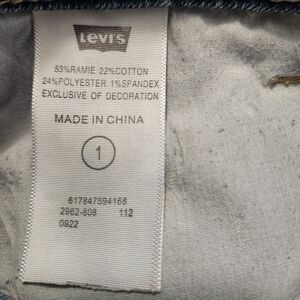 LEVI'S
53%RAMIE 22%COTTON
24%POLYESTER 1%SPANDEX
EXCLUSIVE OF DECORATION
MADE IN CHINA
1
617847594168
2962-808 112
0922